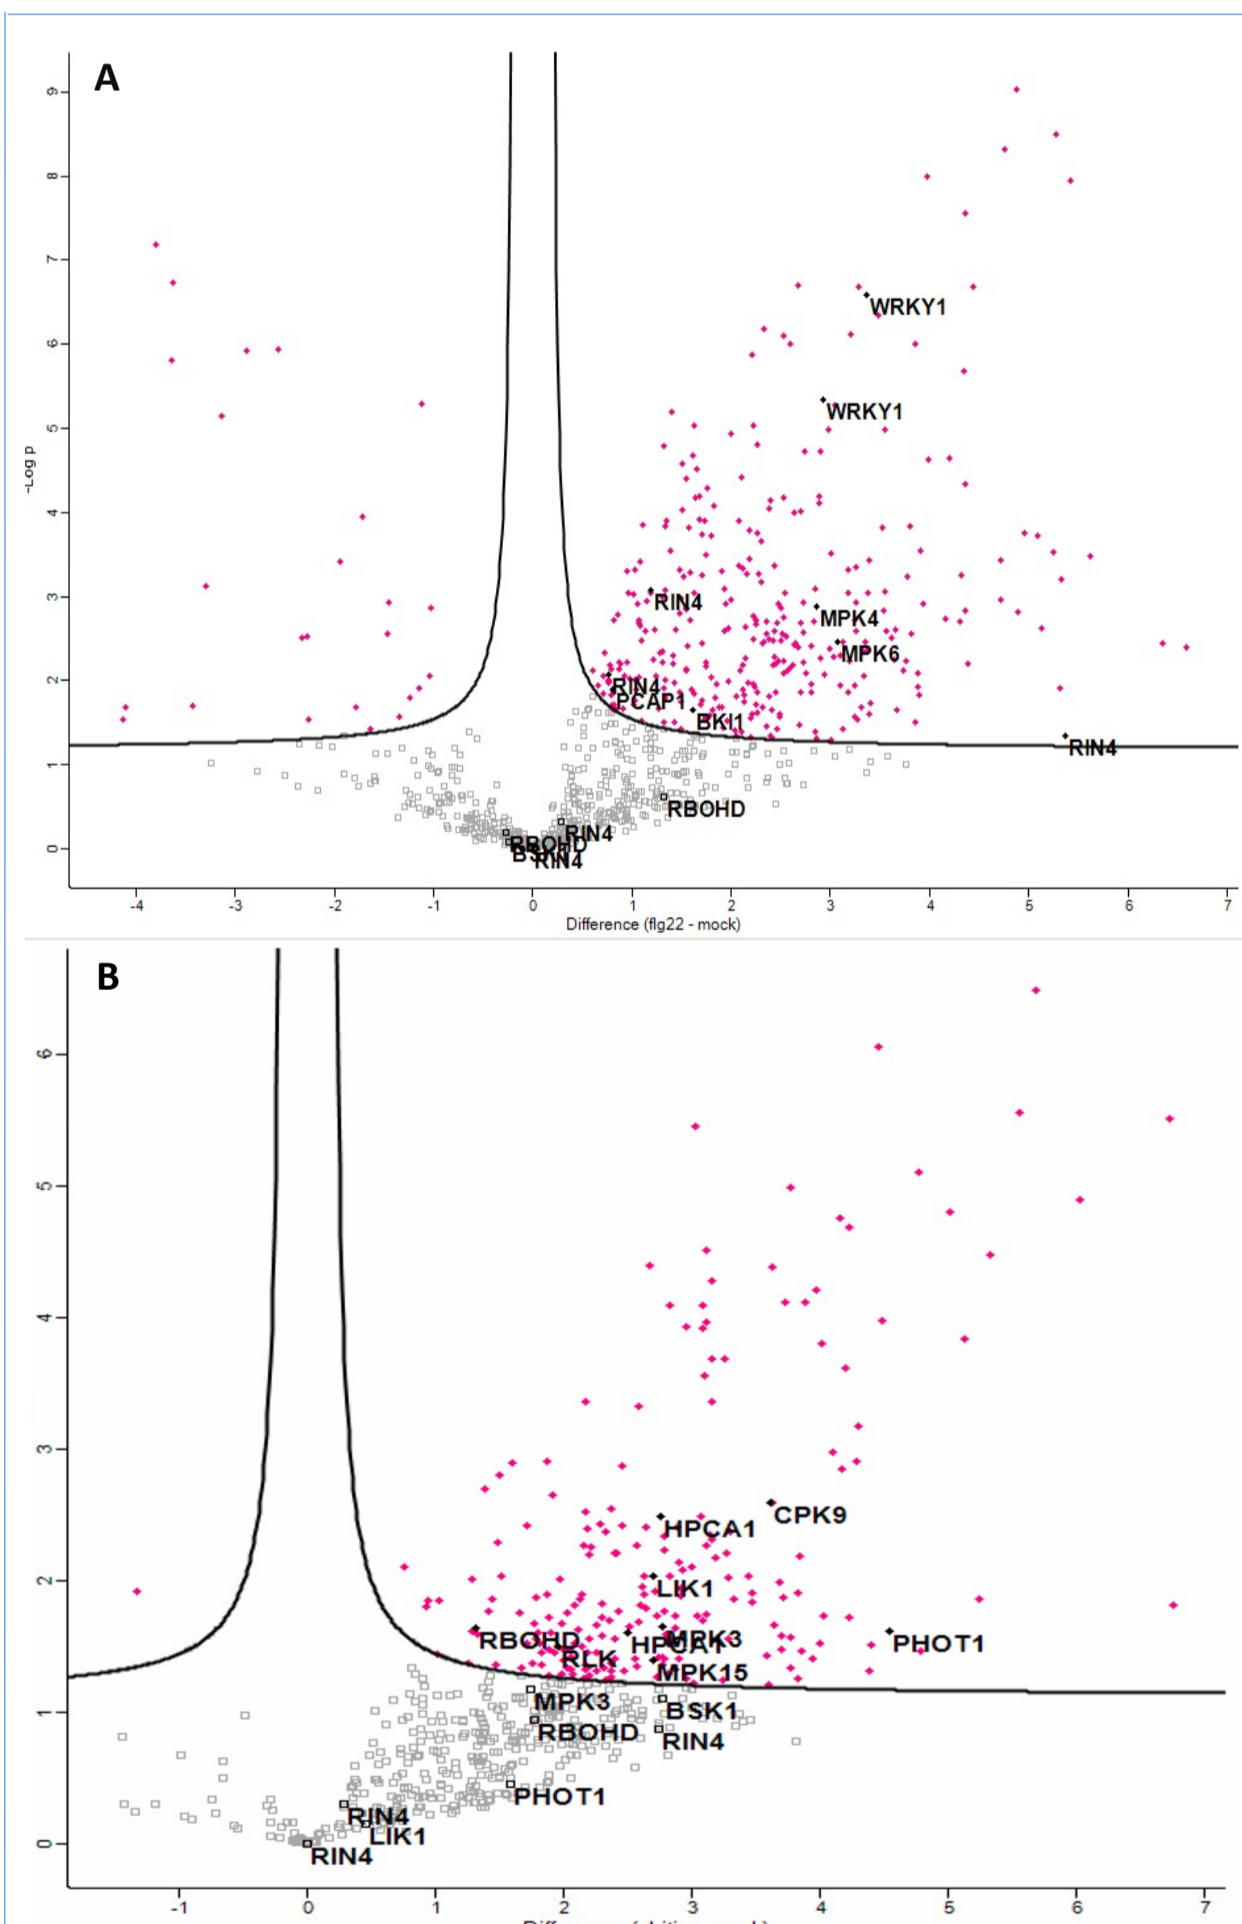 A
9
8
7
6
5
4
3
2
1
0
-Log p
WRKY1
WRKY1
RIN4
MPK4
MPK6
RIN4
PCAP1
BKI1
RIN4
RBOHD
RIN4
RBOHD
RIN4
-4 -3 -2 -1 0 1 2 3 4 5 6 7
Difference (flg22 - mock)
B
6
5
4
3
2
1
0
CPK9
HPCA1
LIK1
RBOHD
HPCA1
MPK3
PHOT1
RLK
MPK15
MPK3
BSK1
RBOHD
RIN4
PHOT1
RIN4
LIK1
RIN4
-1 0 1 2 3 4 5 6 7